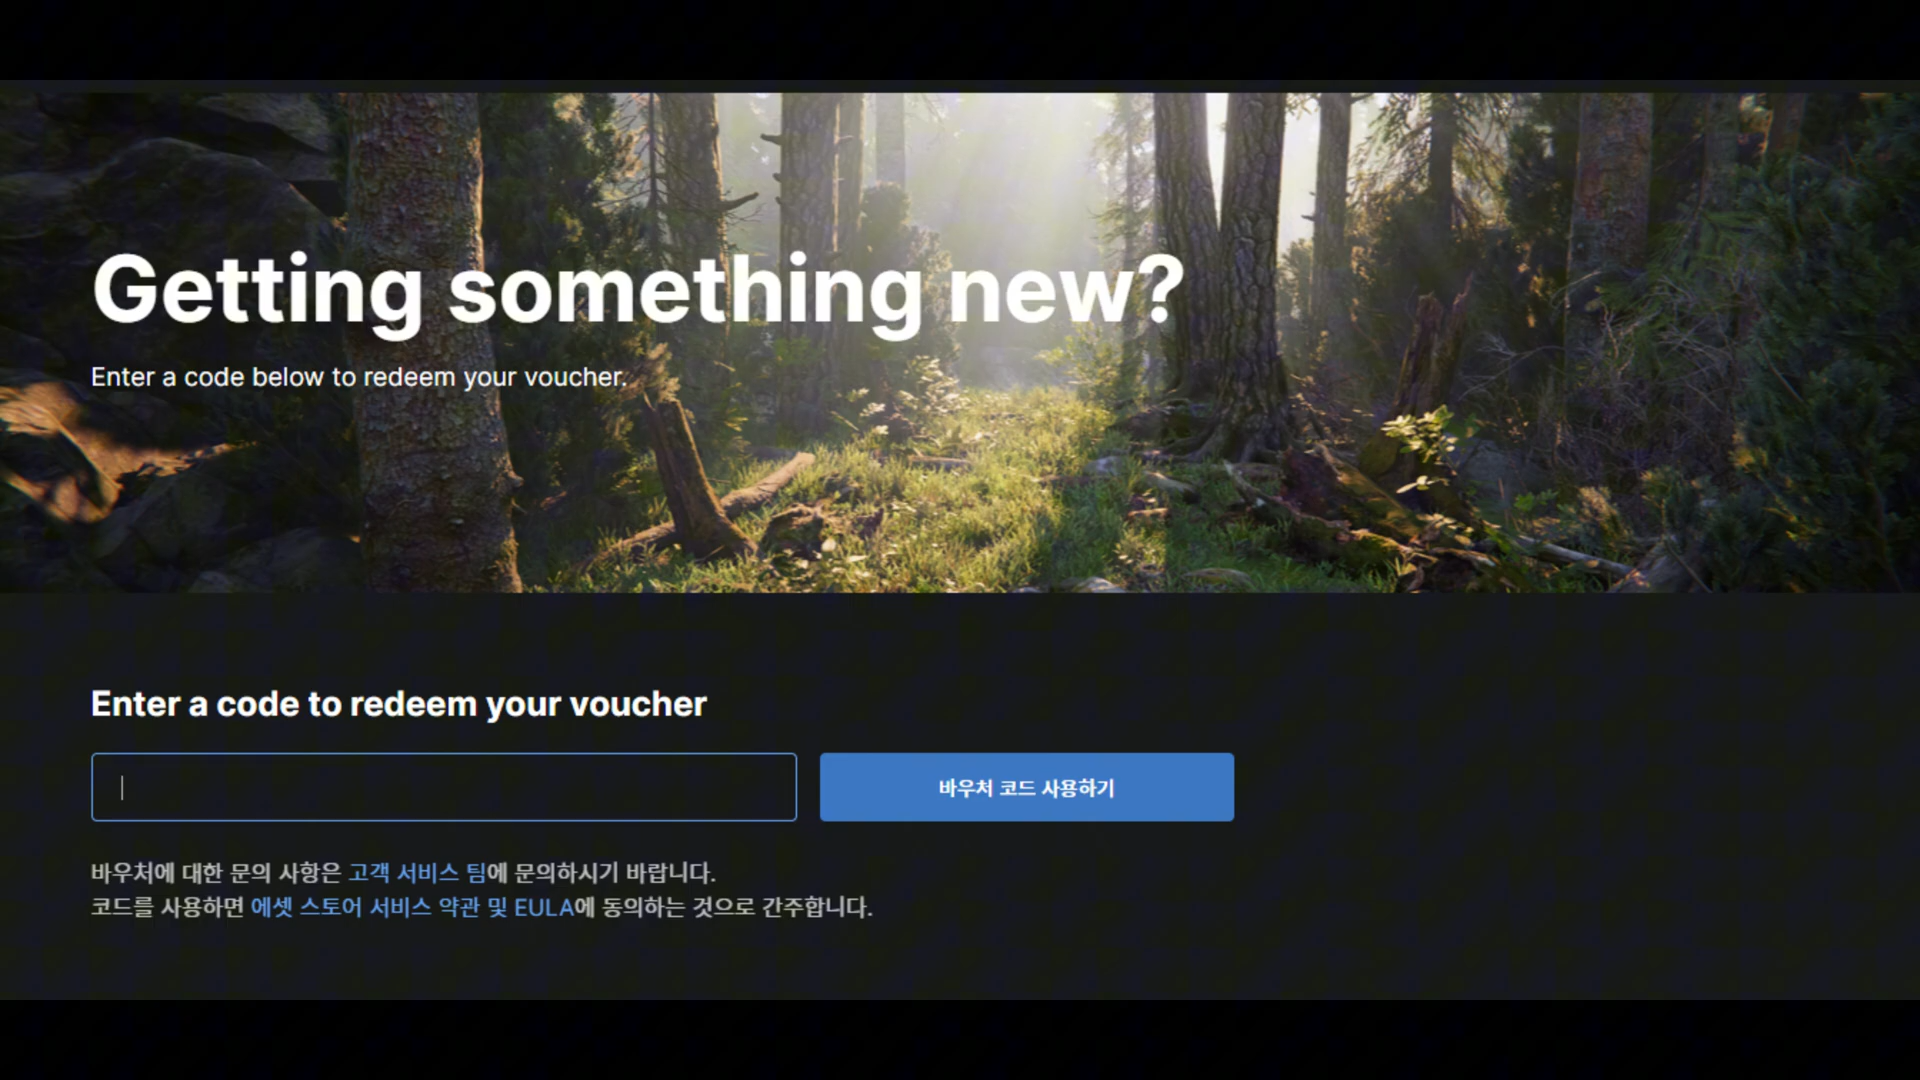 Getting something new?
Enter a code below to redeem your voucher.
Enter a code to redeem your voucher
바우처 코드 사용하기
바우처에 대한 문의 사항은 고객 서비스 팀에 문의하시기 바랍니다.
코드를 사용하면 에셋 스토어 서비스 약관 및 EULA에 동의하는 것으로 간주합니다.